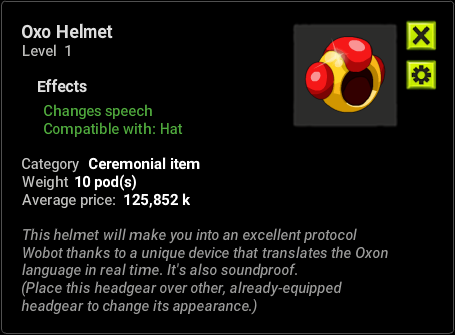 Oxo Helmet
Level 1
Effects
Changes speech
Compatible with: Hat
Category Ceremonial item
Weight 10 pod(s)
Average price: 125,852 k
This helmet will make you into an excellent protocol
Wobot thanks to a unique device that translates the Oxon
language in real time. It's also soundproof.
(Place this headgear over other, already-equipped
headgear to change its appearance.)